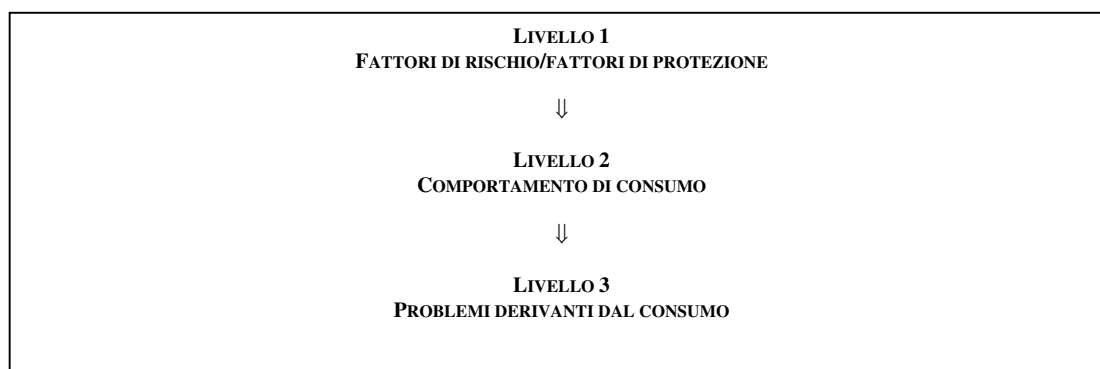 LIVELLO 1
FATTORI DI RISCHIO/FATTORI DI PROTEZIONE
⇓
LIVELLO 2
COMPORTAMENTO DI CONSUMO
⇓
LIVELLO 3
PROBLEMI DERIVANTI DAL CONSUMO